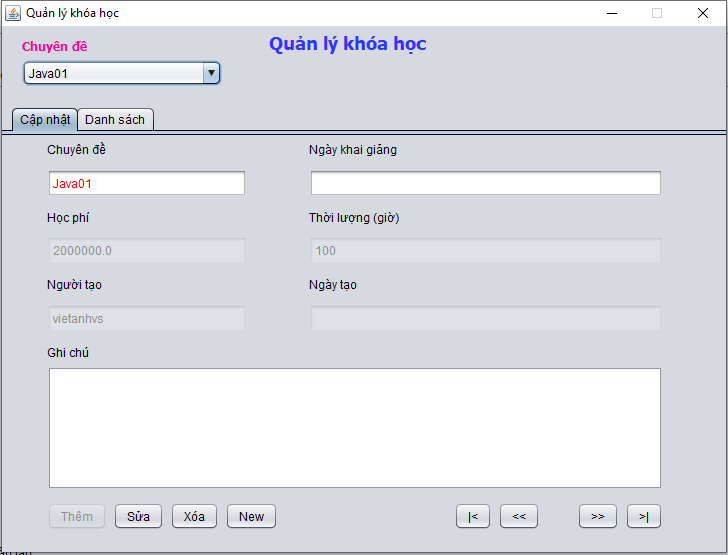 Quản lý khóa học
Chuyên đề
Quản lý khóa học
Java01
Cập nhật Danh sách
Chuyên đề Ngày khai giảng
Java01
Học phí Thời lượng (giờ)
2000000.0 100
Người tạo Ngày tạo
vietanhvs
Ghi chú
Thêm Sửa Xóa New |< << >> >|